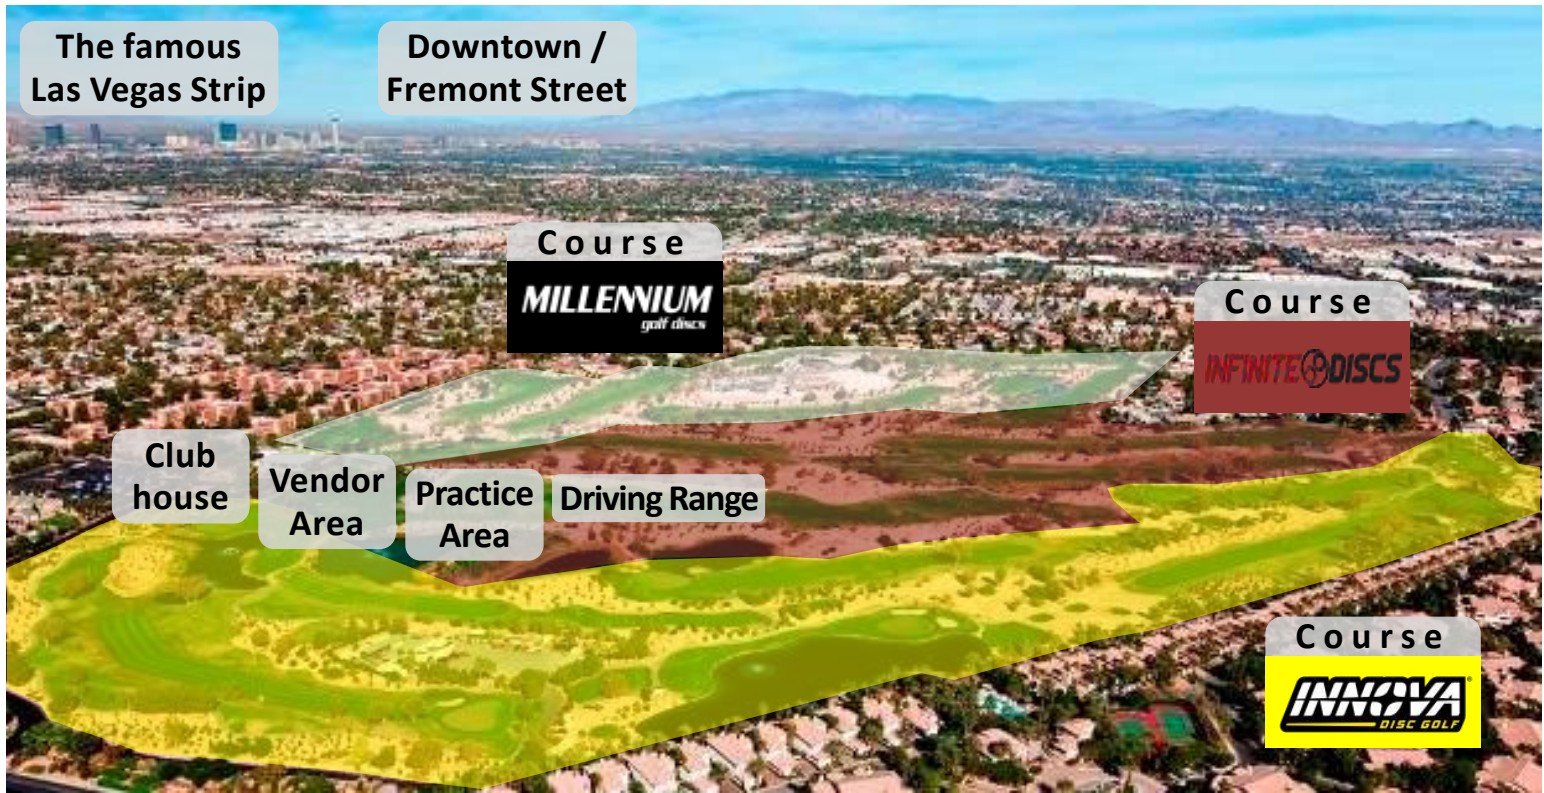 The famous
Las Vegas Strip
Downtown /
Fremont Street
Course
MILLENNIUM
golf discs
Course
INFINITE DISCS
Club
house
Vendor
Area
Practice
Area
Driving Range
Course
INNOVA
DISC GOLF